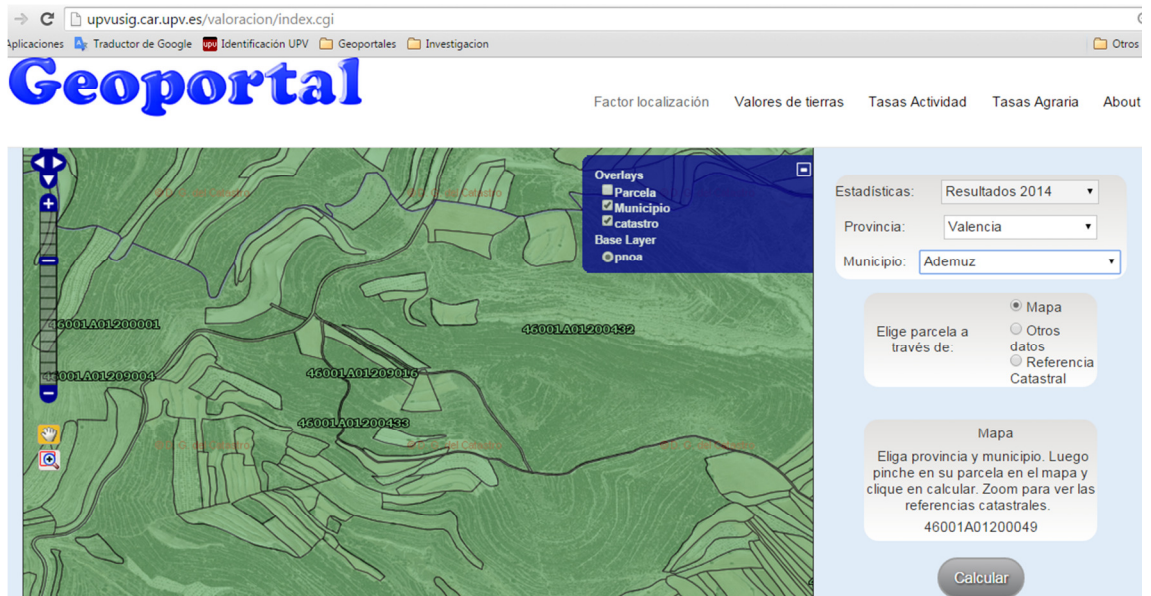 upvusig.car.upv.es/valoracion/index.cgi
Aplicaciones Traductor de Google upv Identificación UPV Geoportales Investigacion Otros
Geoportal
Factor localización Valores de tierras Tasas Actividad Tasas Agraria About
Overlays
Parcela
Municipio
catastro
Base Layer
pnoa
46001A01200001
46001A01200432
46001A01209004
46001A01209016
46001A01200433
Estadísticas: Resultados 2014
Provincia: Valencia
Municipio: Ademuz
Elige parcela a
través de:
Mapa
Otros
datos
Referencia
Catastral
Mapa
Eliga provincia y municipio. Luego
pinche en su parcela en el mapa y
clique en calcular. Zoom para ver las
referencias catastrales.
46001A01200049
Calcular